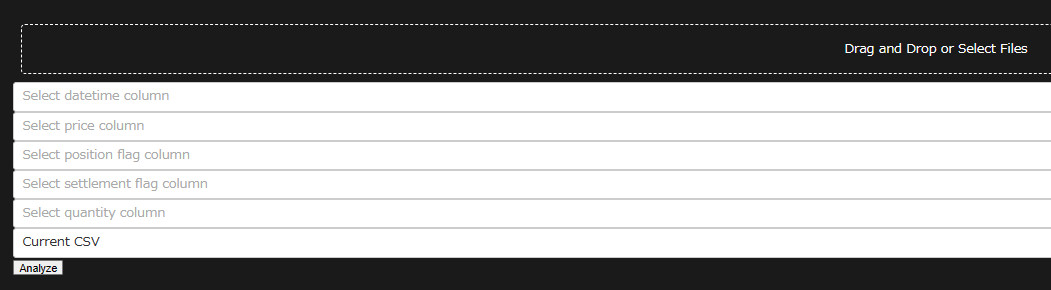 Drag and Drop or Select Files
Select datetime column
Select price column
Select position flag column
Select settlement flag column
Select quantity column
Current CSV
Analyze